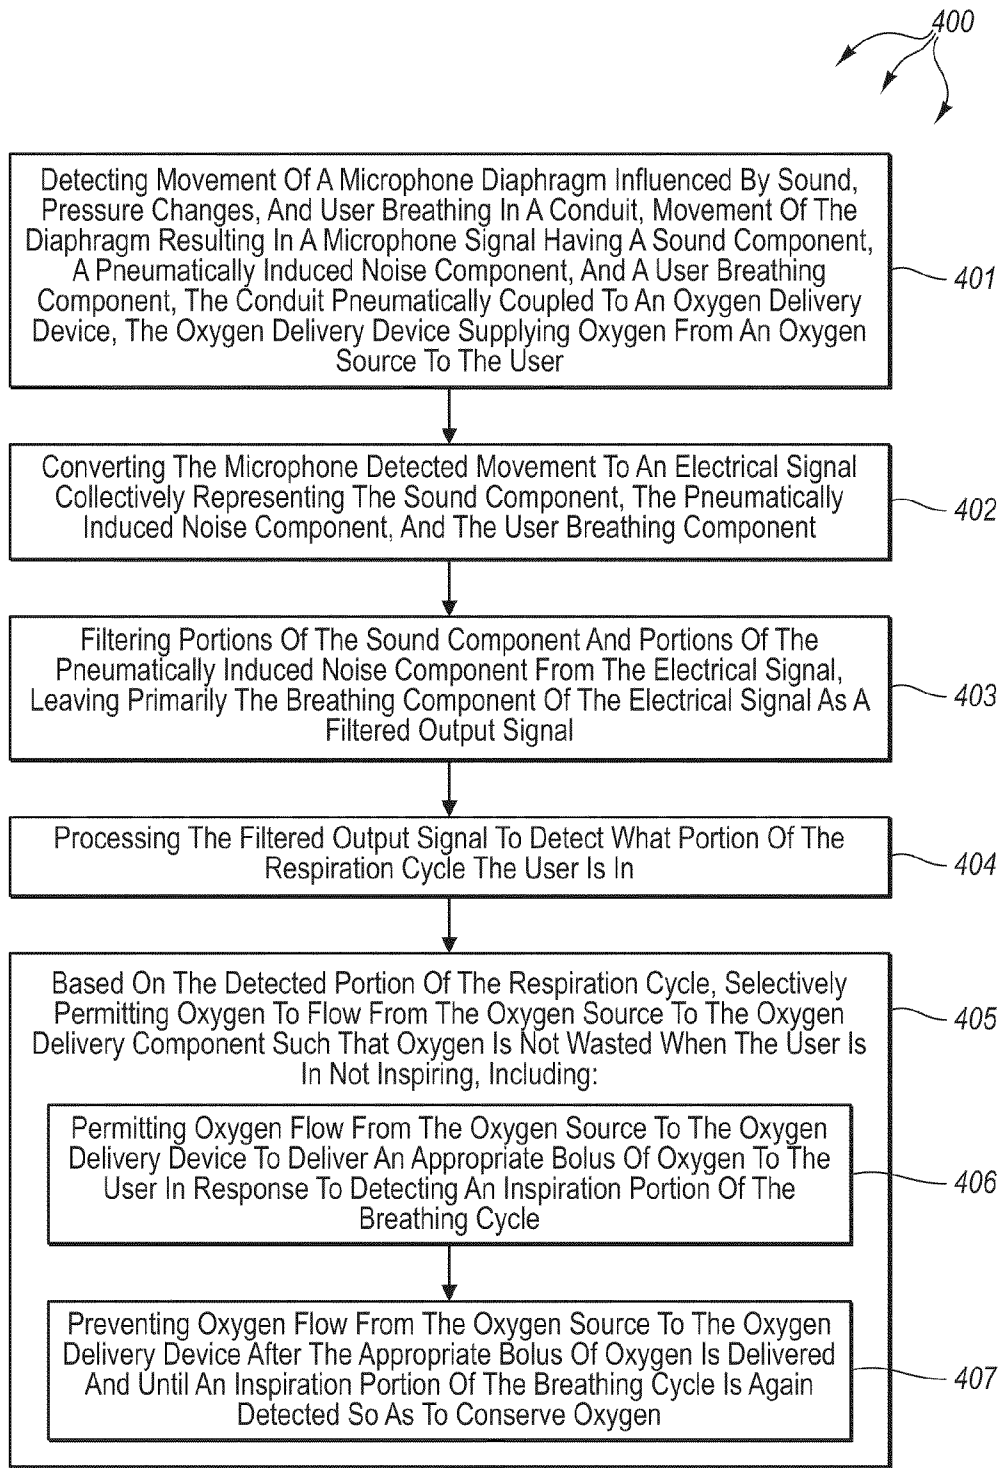 400
Detecting Movement Of A Microphone Diaphragm Influenced By Sound,
Pressure Changes, And User Breathing In A Conduit, Movement Of The
Diaphragm Resulting In A Microphone Signal Having A Sound Component,
A Pneumatically Induced Noise Component, And A User Breathing
Component, The Conduit Pneumatically Coupled To An Oxygen Delivery
Device, The Oxygen Delivery Device Supplying Oxygen From An Oxygen
Source To The User
401
Converting The Microphone Detected Movement To An Electrical Signal
Collectively Representing The Sound Component, The Pneumatically
Induced Noise Component, And The User Breathing Component
402
Filtering Portions Of The Sound Component And Portions Of The
Pneumatically Induced Noise Component From The Electrical Signal,
Leaving Primarily The Breathing Component Of The Electrical Signal As A
Filtered Output Signal
403
Processing The Filtered Output Signal To Detect What Portion Of The
Respiration Cycle The User Is In
404
Based On The Detected Portion Of The Respiration Cycle, Selectively
Permitting Oxygen To Flow From The Oxygen Source To The Oxygen
Delivery Component Such That Oxygen Is Not Wasted When The User Is
In Not Inspiring, Including:
405
Permitting Oxygen Flow From The Oxygen Source To The Oxygen
Delivery Device To Deliver An Appropriate Bolus Of Oxygen To The
User In Response To Detecting An Inspiration Portion Of The
Breathing Cycle
406
Preventing Oxygen Flow From The Oxygen Source To The Oxygen
Delivery Device After The Appropriate Bolus Of Oxygen Is Delivered
And Until An Inspiration Portion Of The Breathing Cycle Is Again
Detected So As To Conserve Oxygen
407